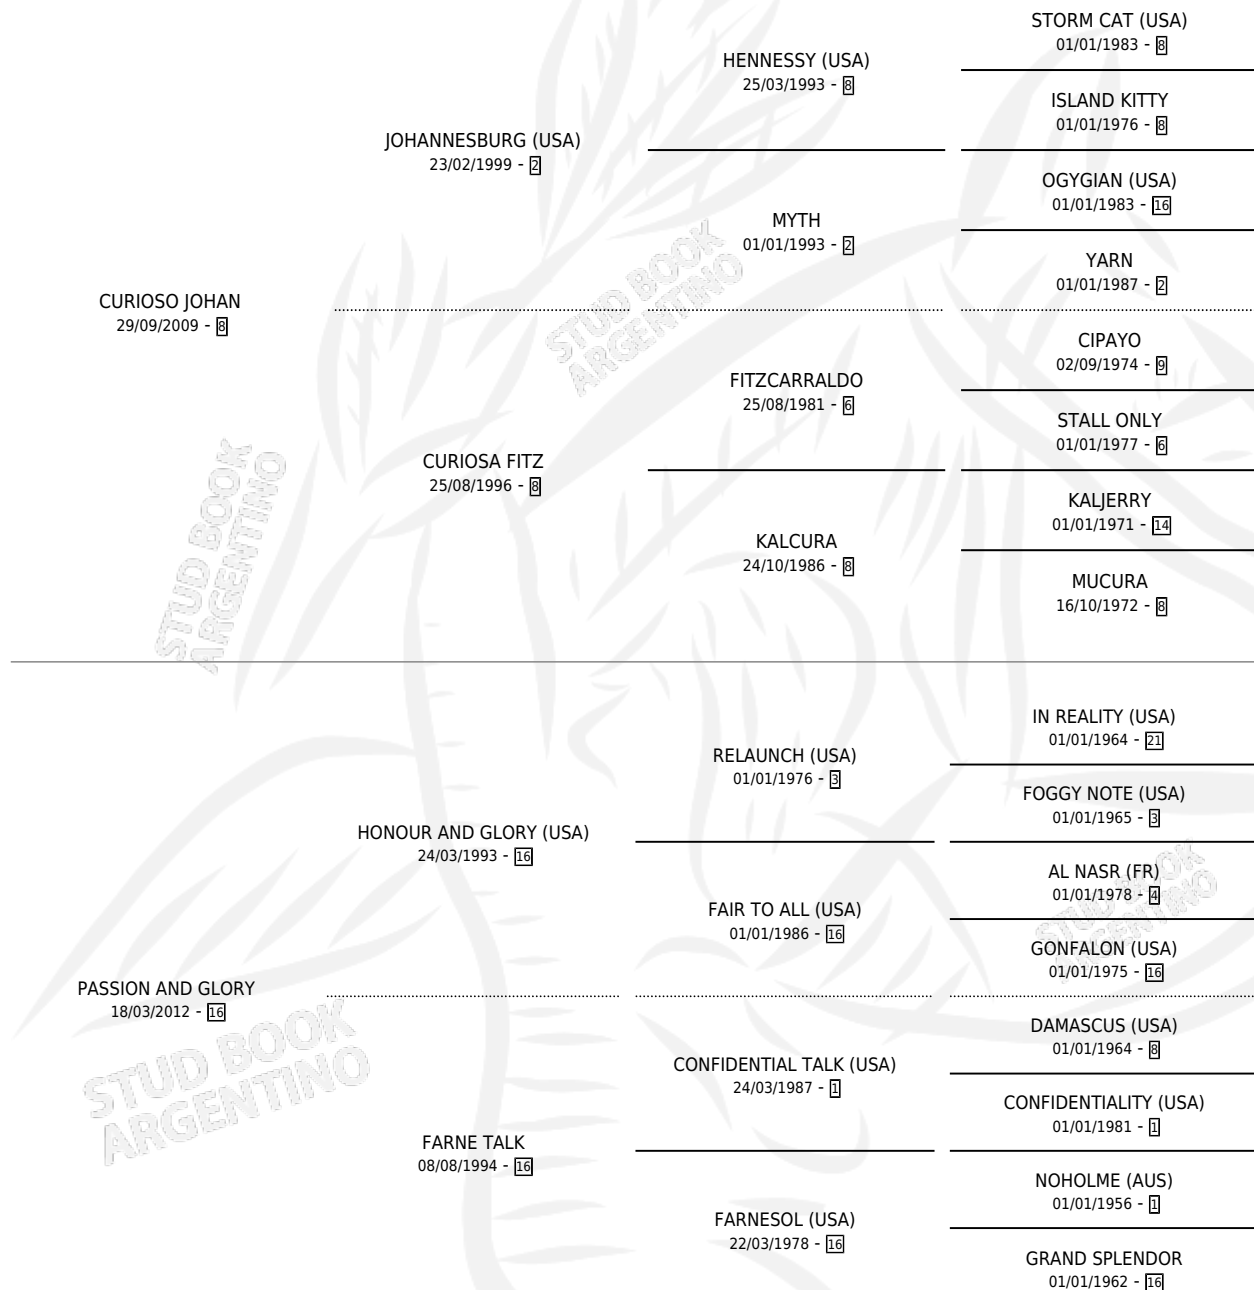 STORM CAT (USA)
01/01/1983 - 8
HENNESSY (USA)
25/03/1993 - 8
ISLAND KITTY
01/01/1976 - 8
JOHANNESBURG (USA)
23/02/1999 - 2
OGYGIAN (USA)
01/01/1983 - 16
MYTH
01/01/1993 - 2
YARN
01/01/1987 - 2
CURIOSO JOHAN
29/09/2009 - 8
CIPAYO
02/09/1974 - 9
FITZCARRALDO
25/08/1981 - 6
STALL ONLY
01/01/1977 - 6
CURIOSA FITZ
25/08/1996 - 8
KALJERRY
01/01/1971 - 14
KALCURA
24/10/1986 - 8
MUCURA
16/10/1972 - 8
IN REALITY (USA)
01/01/1964 - 21
RELAUNCH (USA)
01/01/1976 - 3
FOGGY NOTE (USA)
01/01/1965 - 3
HONOUR AND GLORY (USA)
24/03/1993 - 16
AL NASR (FR)
01/01/1978 - 4
FAIR TO ALL (USA)
01/01/1986 - 16
GONFALON (USA)
01/01/1975 - 16
PASSION AND GLORY
18/03/2012 - 16
DAMASCUS (USA)
01/01/1964 - 8
CONFIDENTIAL TALK (USA)
24/03/1987 - 1
CONFIDENTIALITY (USA)
01/01/1981 - 1
FARNE TALK
08/08/1994 - 16
NOHOLME (AUS)
01/01/1956 - 1
FARNESOL (USA)
22/03/1978 - 16
GRAND SPLENDOR
01/01/1962 - 16
STUD BOOK
ARGENTINO
STUD BOOK
ARGENTINO
STUD BOOK
ARGENTINO
STUD BOOK
ARGENTINO